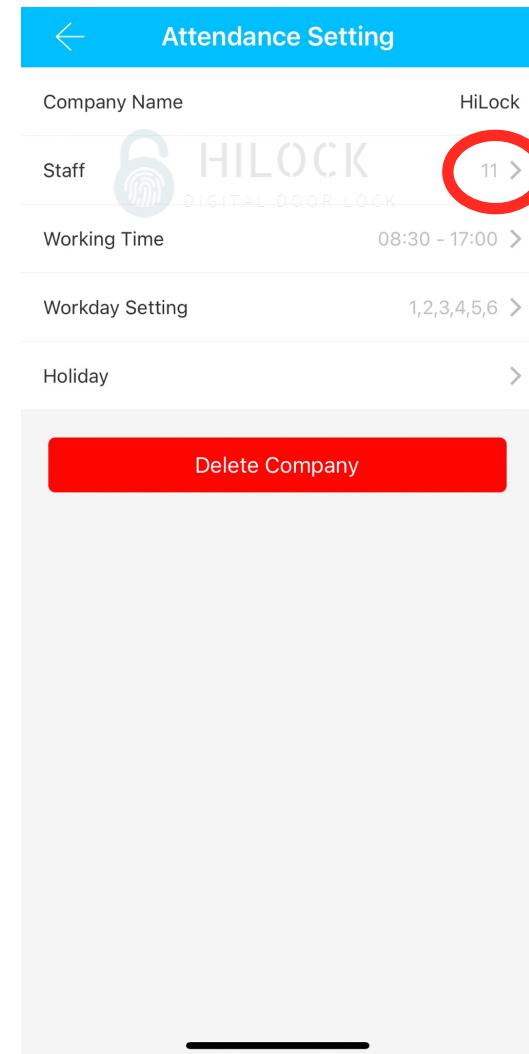 Attendance Setting
Company Name HiLock
HILOCK
Staff 11
DIGITAL DOOR LOCK
Working Time 08:30 - 17:00
Workday Setting 1,2,3,4,5,6
Holiday
Delete Company